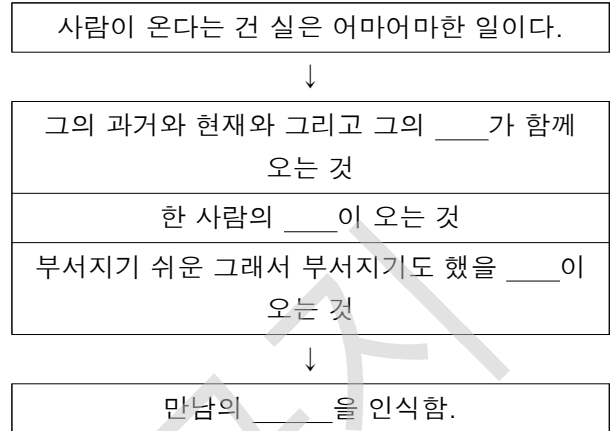 사람이 온다는 건 실은 어마어마한 일이다.
↓
그의 과거와 현재와 그리고 그의 ____가 함께
오는 것
한 사람의 ____이 오는 것
부서지기 쉬운 그래서 부서지기도 했을 ____이
오는 것
↓
만남의 ______을 인식함.